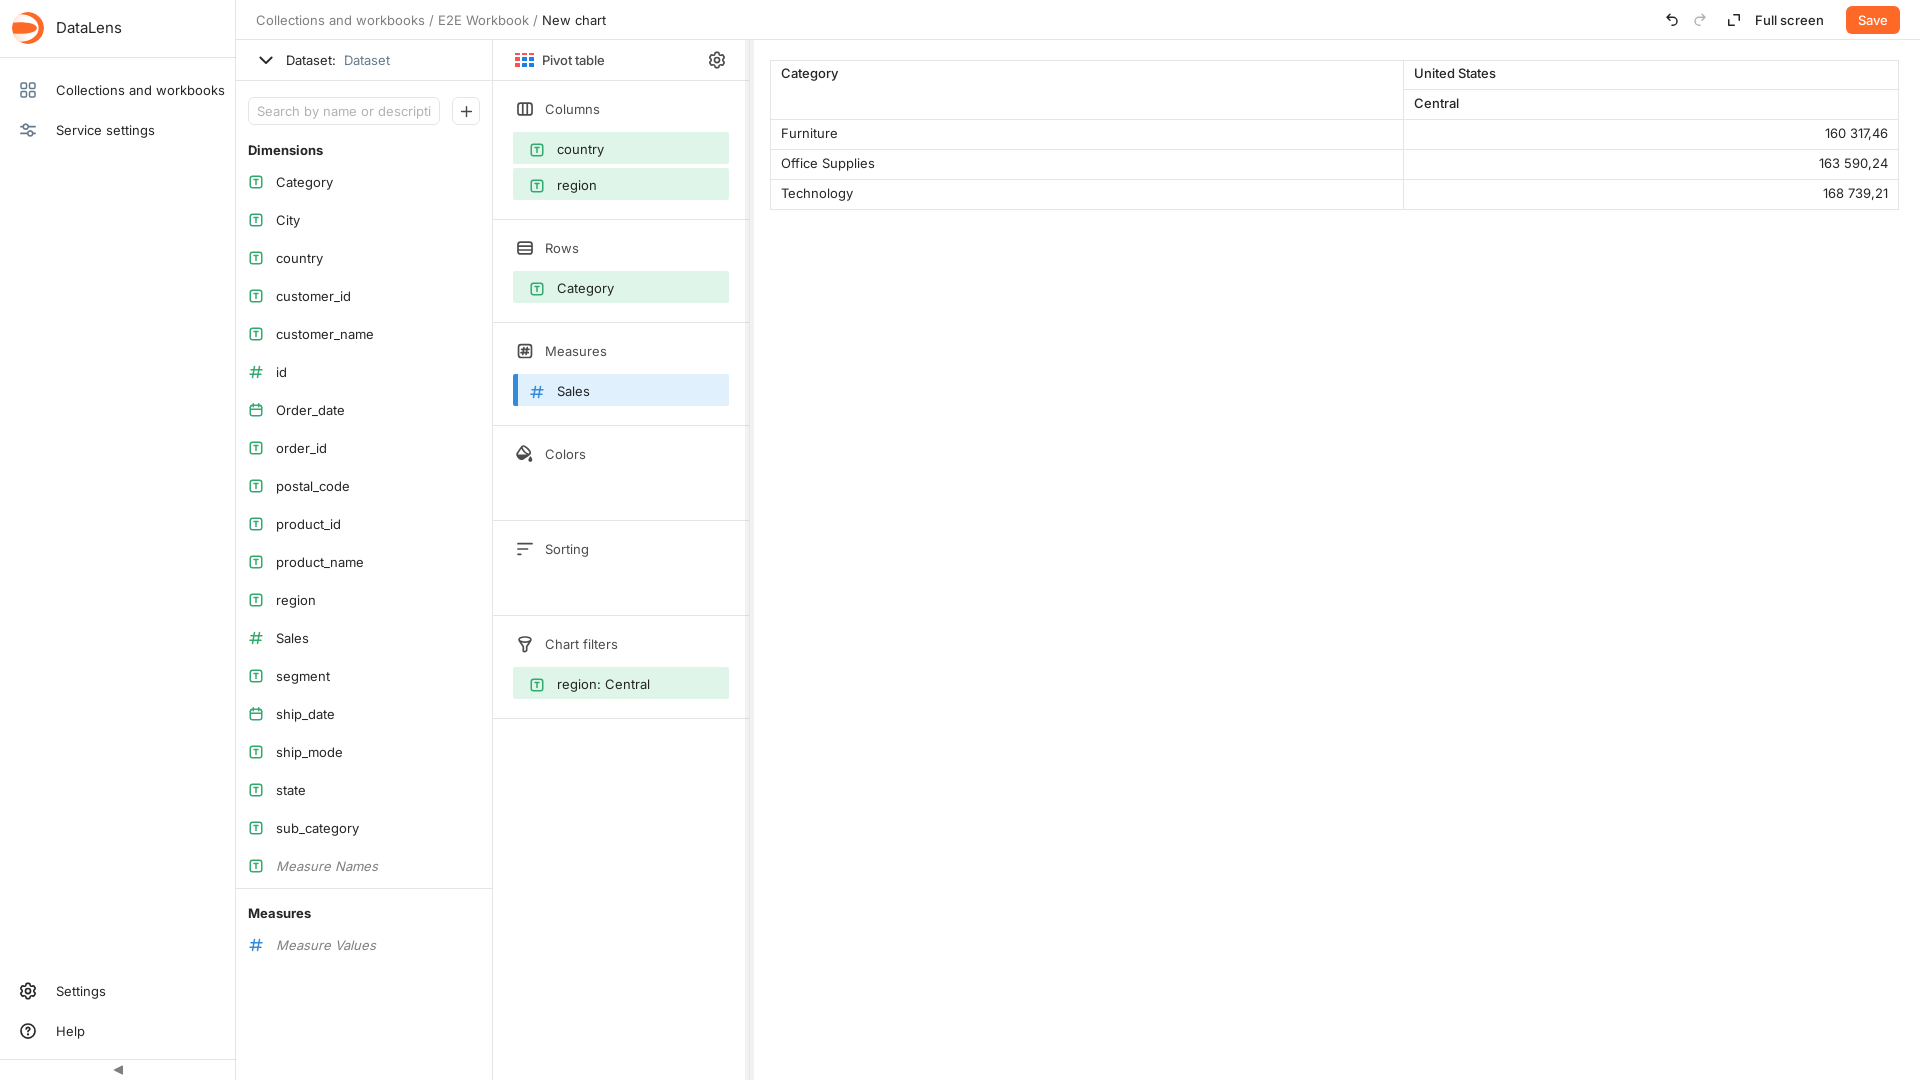 DataLens
Collections and workbooks
Service settings
Settings
Help
Collections and workbooks / E2E Workbook / New chart
Full screen
Save
Dataset: Dataset
Search by name or descripti
Dimensions
Category
City
country
customer_id
customer_name
id
Order_date
order_id
postal_code
product_id
product_name
region
Sales
segment
ship_date
ship_mode
state
sub_category
Measure Names
Measures
Measure Values
Pivot table
Columns
country
region
Rows
Category
Measures
Sales
Colors
Sorting
Chart filters
region: Central
Category United States
Central
Furniture 160 317,46
Office Supplies 163 590,24
Technology 168 739,21